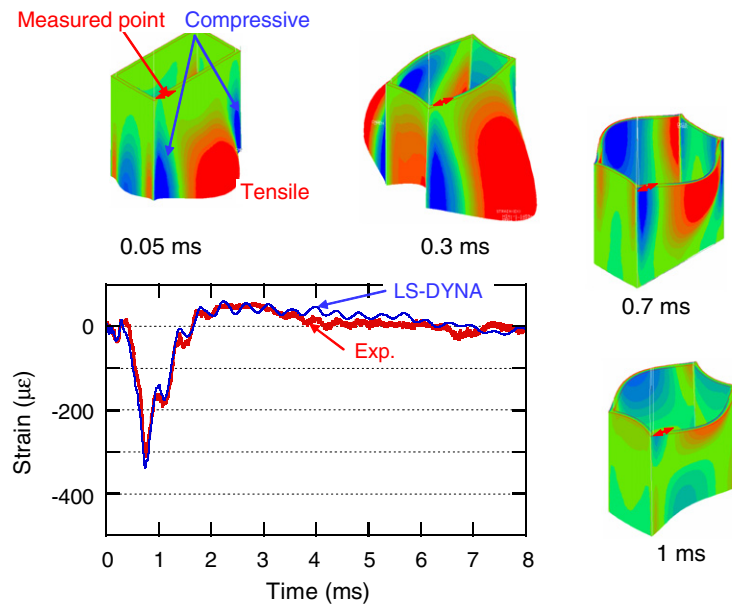 Measured point
Compressive
Tensile
0.05 ms
0.3 ms
0.7 ms
1 ms
LS-DYNA
Exp.
Strain (µε)
0
-200
-400
0 1 2 3 4 5 6 7 8
Time (ms)